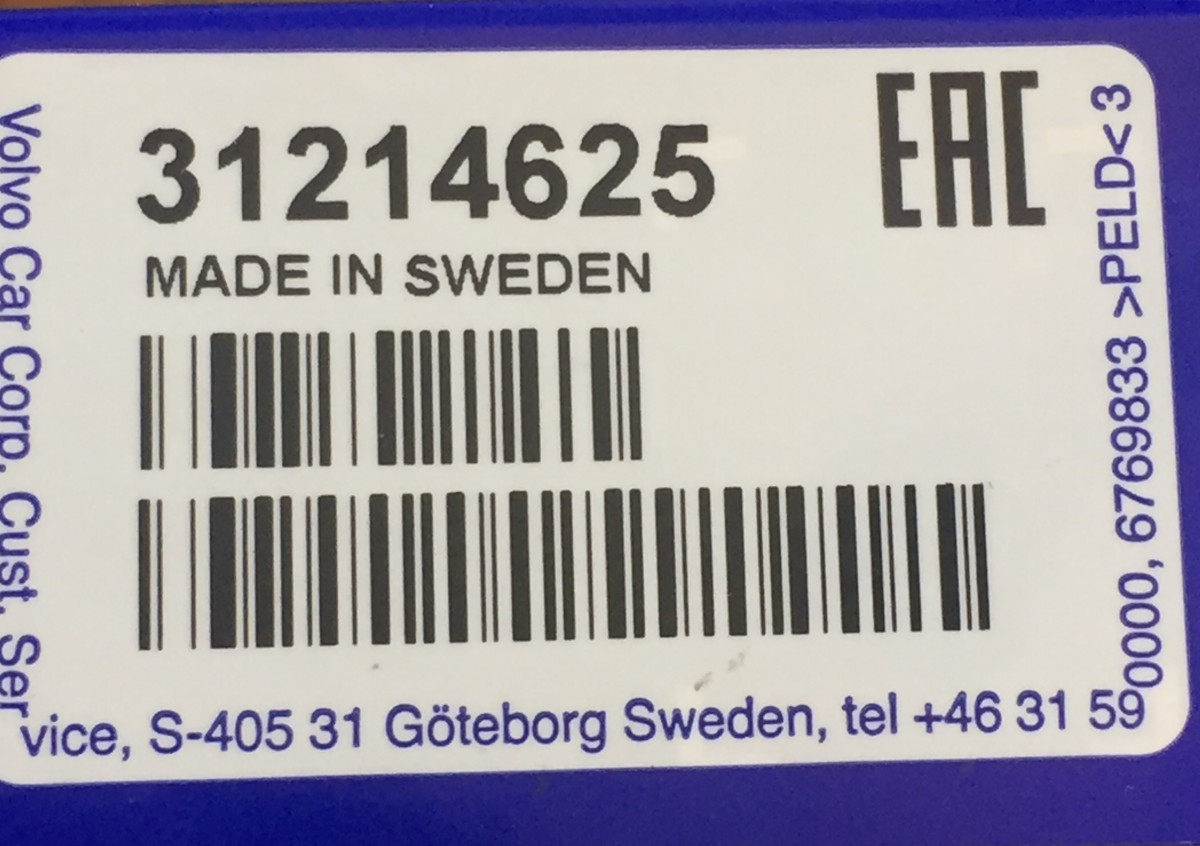 31214625
EAC
MADE IN SWEDEN
Volvo Car Corp. Cust. Ser
vice, S-405 31 Göteborg Sweden, tel +46 31 59
0000, 6769833 >PELD< 3